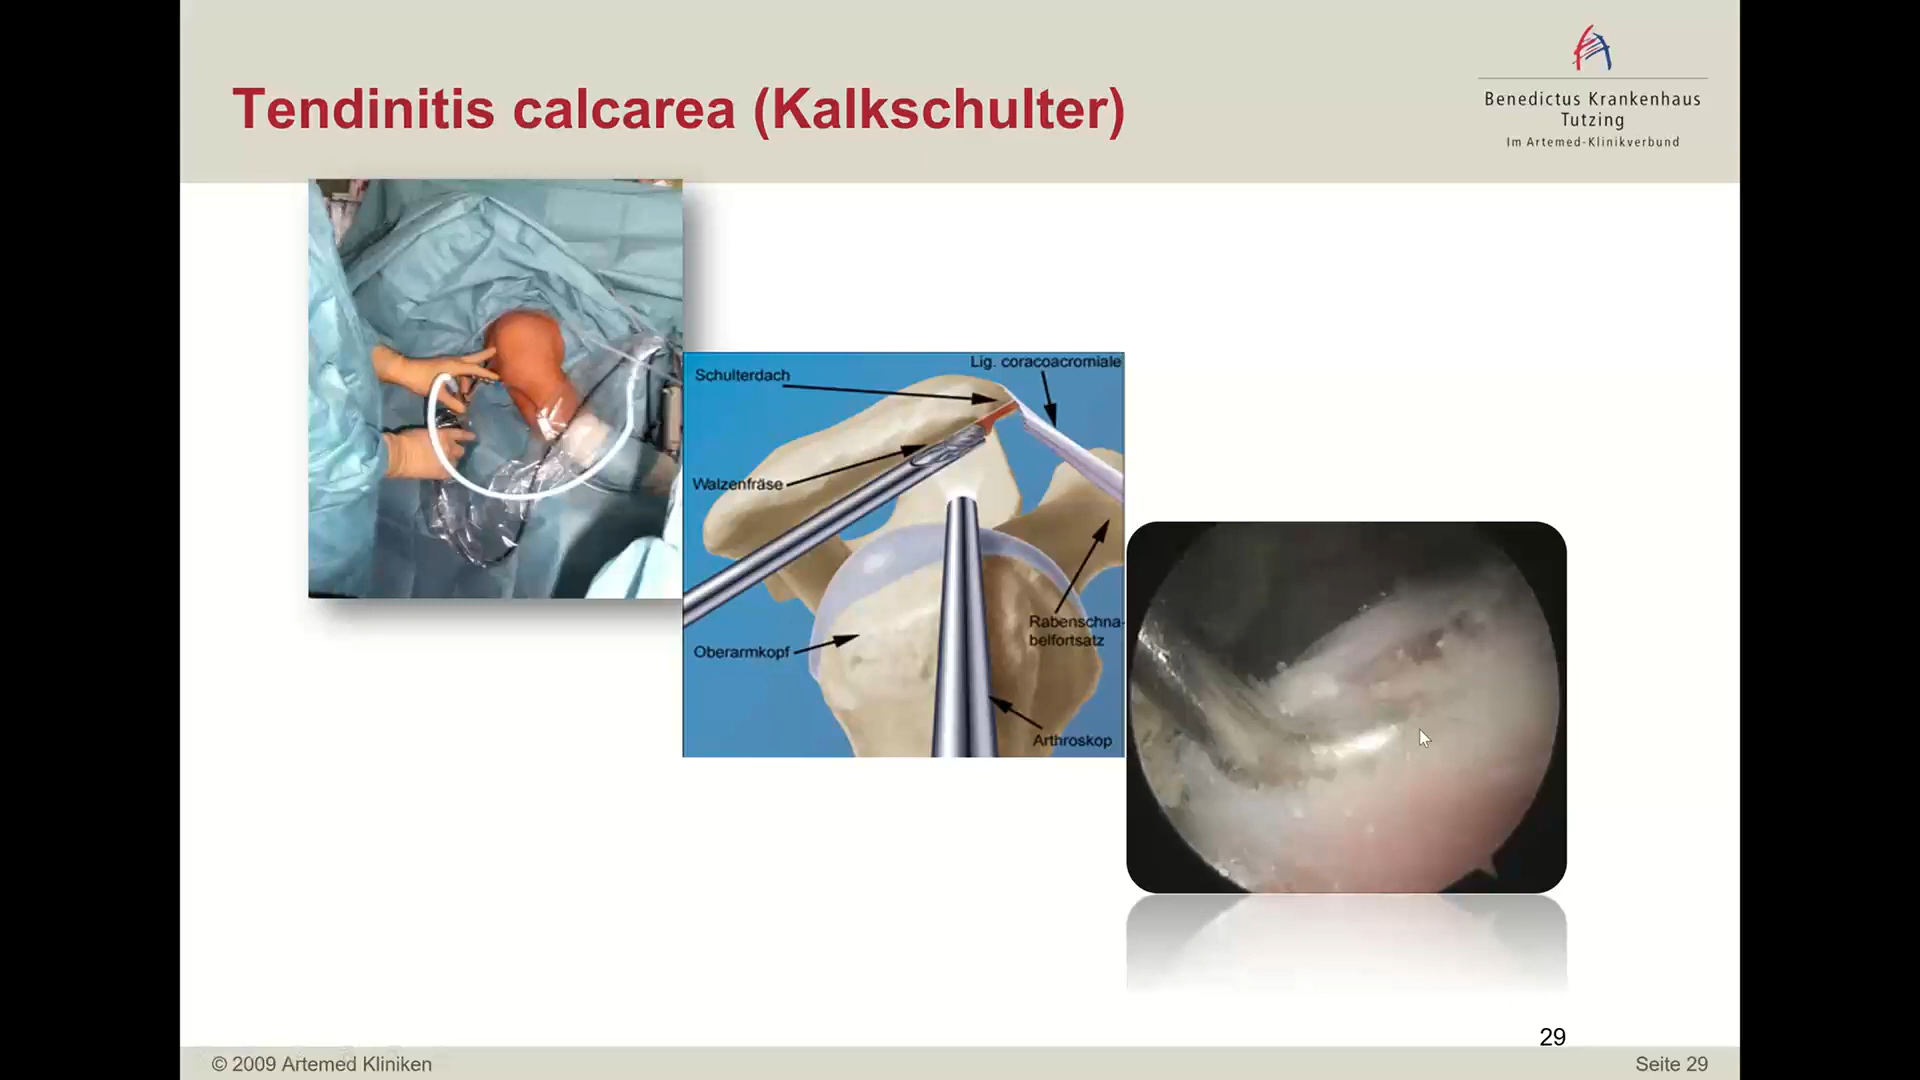 Tendinitis calcarea (Kalkschulter)
Benedictus Krankenhaus
Tutzing
Im Artemed-Klinikverbund
Schulterdach
Lig. coracoacromiale
Walzenfräse
Rabenschna-
belfortsatz
Oberarmkopf
Arthroskop
29
© 2009 Artemed Kliniken
Seite 29